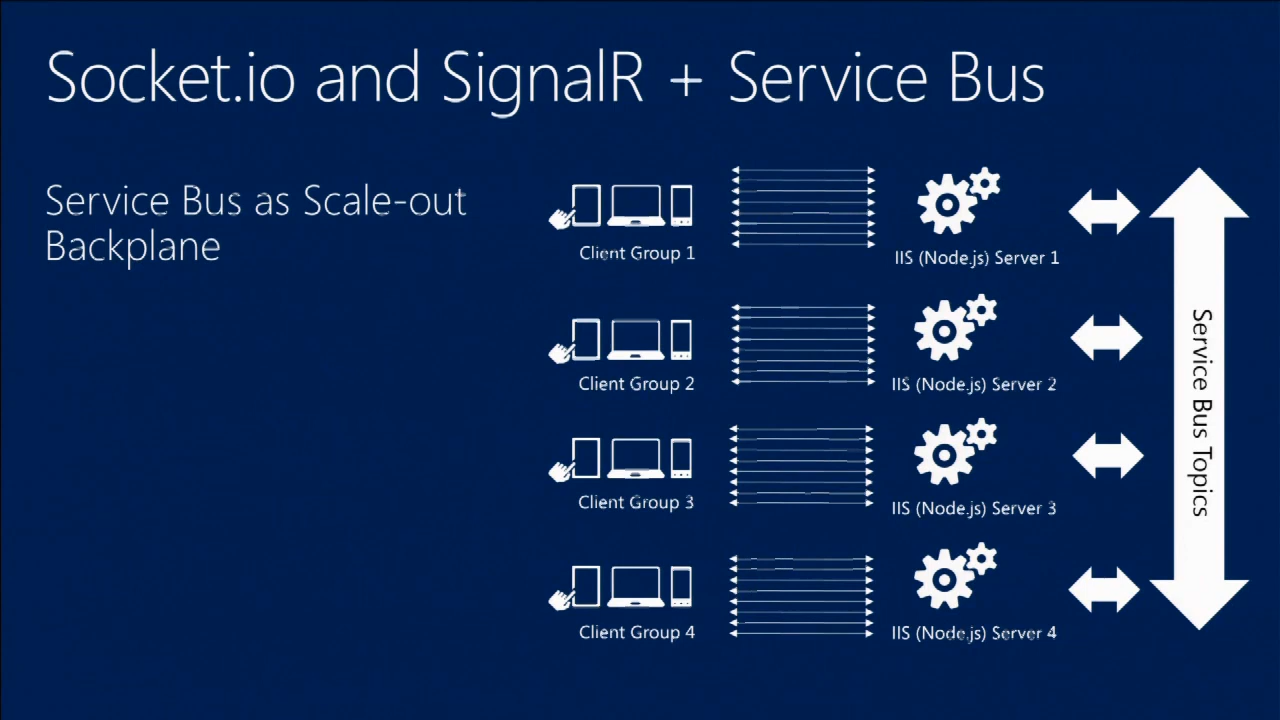 Socket.io and SignalR + Service Bus
Service Bus as Scale-out
Backplane
Client Group 1
IIS (Node.js) Server 1
Client Group 2
IIS (Node.js) Server 2
Client Group 3
IIS (Node.js) Server 3
Client Group 4
IIS (Node.js) Server 4
Service Bus Topics